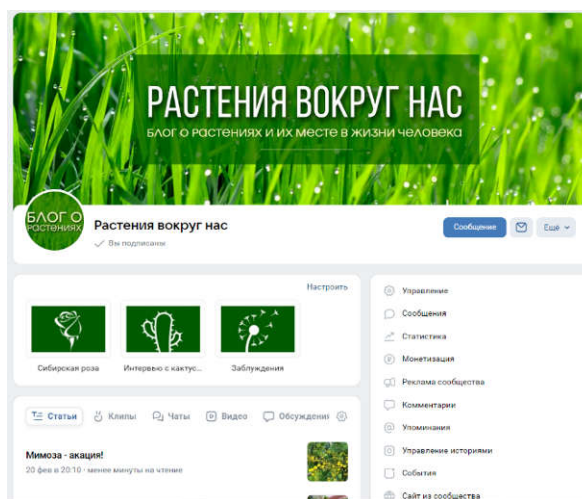 РАСТЕНИЯ ВОКРУГ НАС
БЛОГ О РАСТЕНИЯХ И ИХ МЕСТЕ В ЖИЗНИ ЧЕЛОВЕКА
БЛОГ О
РАСТЕНИЯХ
Растения вокруг нас
Вы подписаны
Сообщение
Ещё
Настроить
Сибирская роза
Интервью с кактус...
Заблуждения
Статьи
Клипы
Чаты
Видео
Обсуждения
Мимоза - акация!
20 фев в 20:10 · менее минуты на чтение
Управление
Сообщения
Статистика
Монетизация
Реклама сообщества
Комментарии
Упоминания
Управление историями
События
Сайт из сообщества